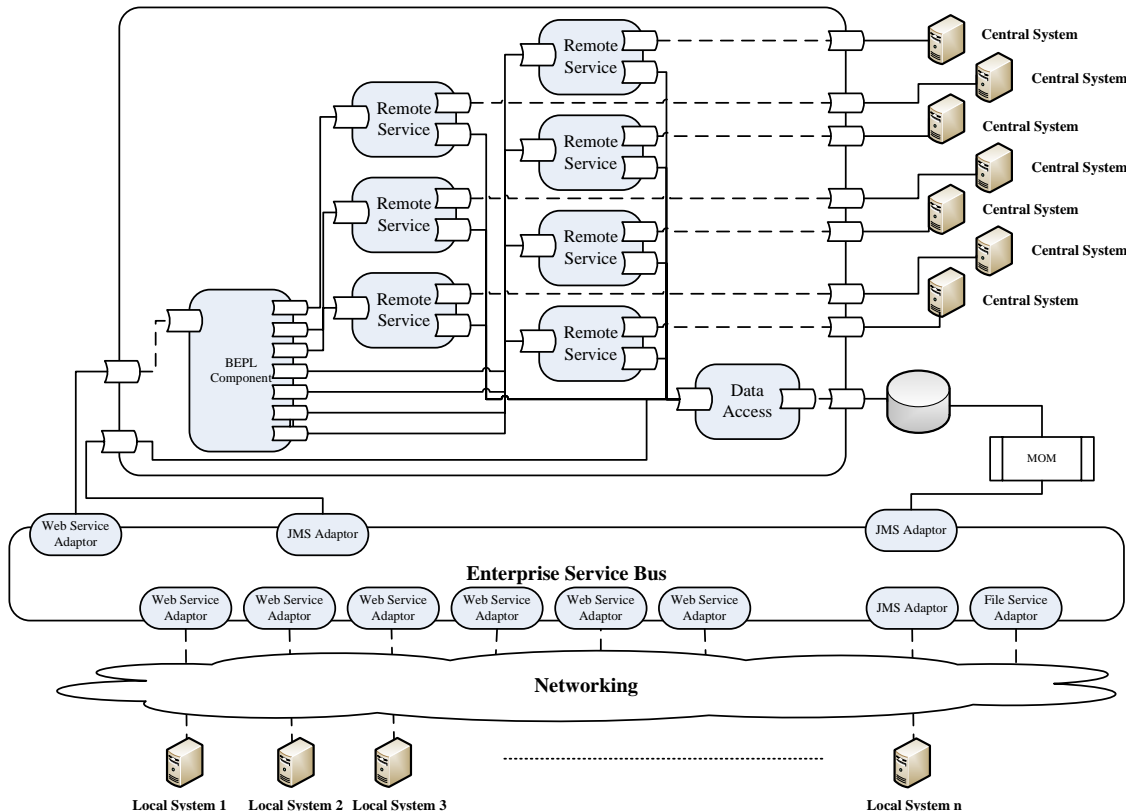 Remote
Service
Central System
Central System
Remote
Service
Central System
Remote
Service
Central System
Remote
Service
Central System
Remote
Service
Central System
Remote
Service
Central System
Remote
Service
BEPL
Component
Data
Access
MOM
Web Service
Adaptor
JMS Adaptor
JMS Adaptor
Enterprise Service Bus
Web Service
Adaptor
Web Service
Adaptor
Web Service
Adaptor
Web Service
Adaptor
Web Service
Adaptor
Web Service
Adaptor
JMS Adaptor
File Service
Adaptor
Networking
Local System 1
Local System 2
Local System 3
Local System n